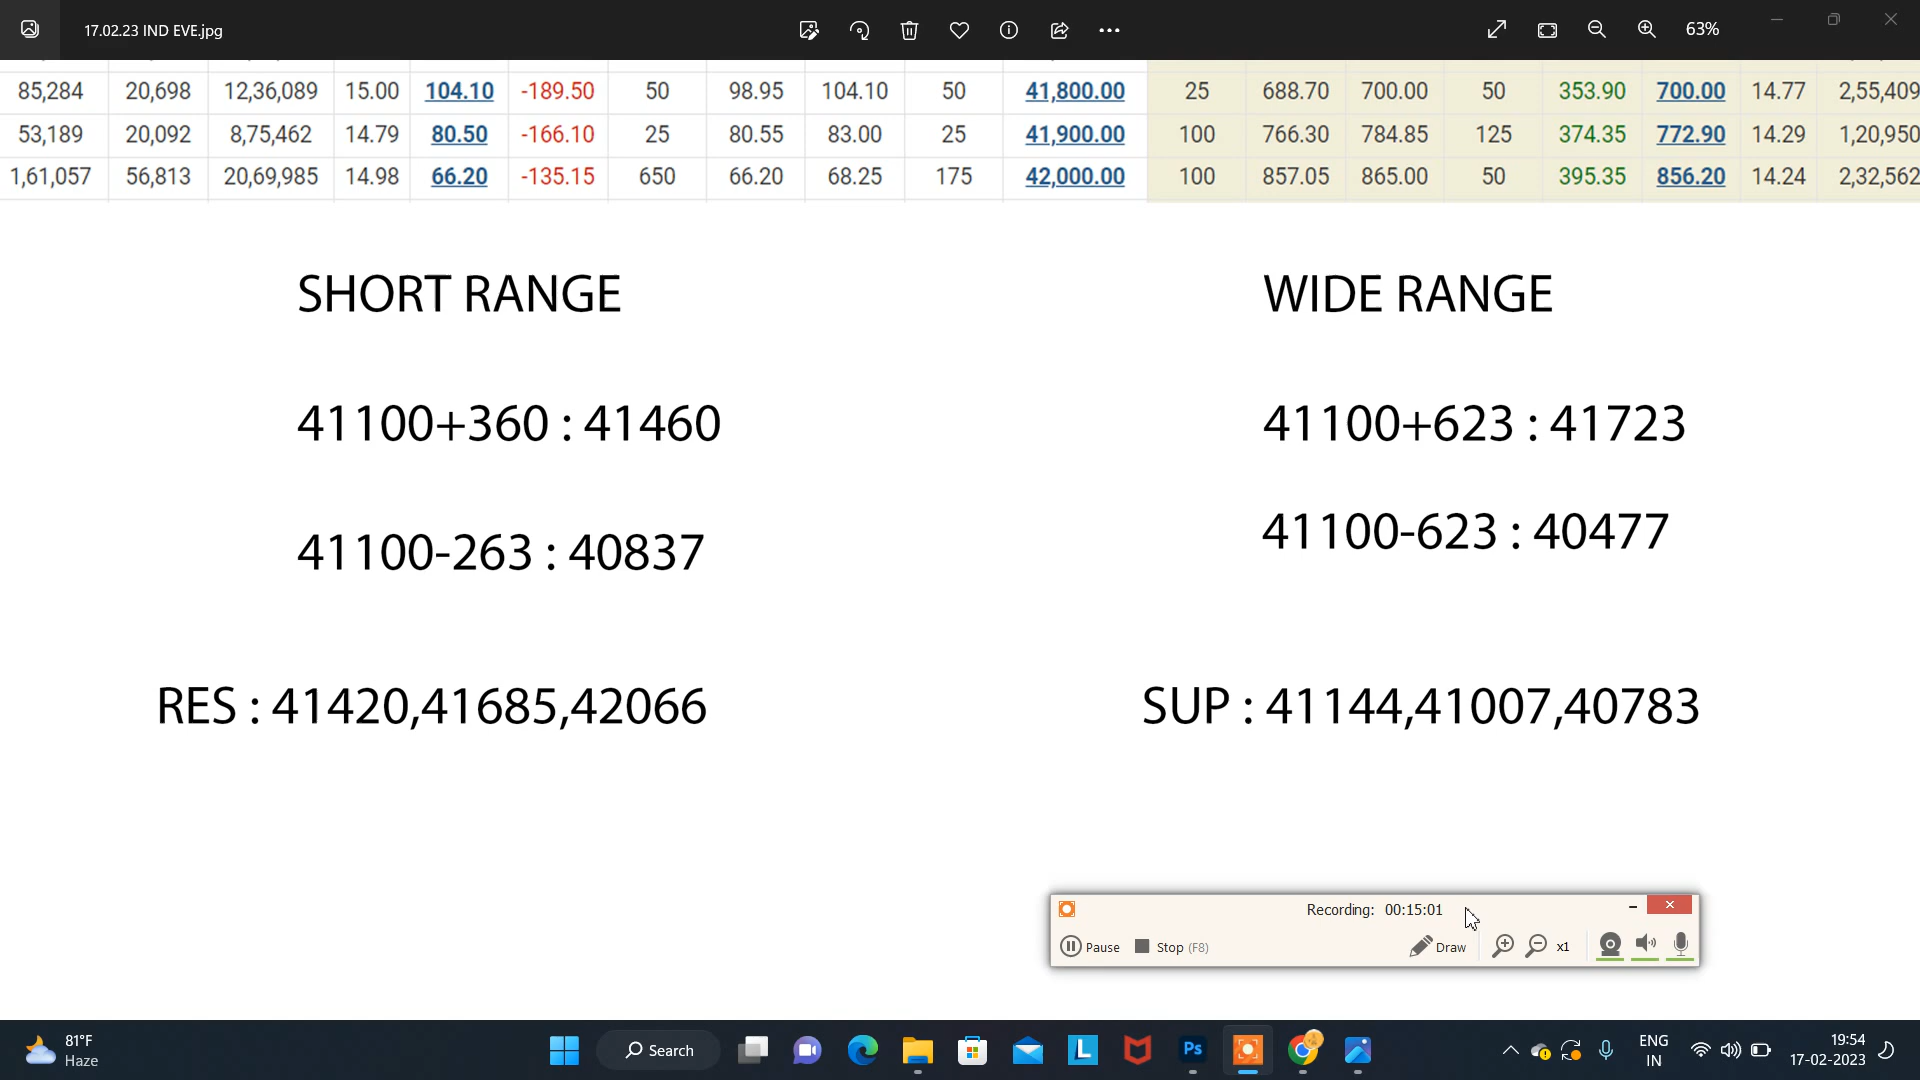 17.02.23 IND EVE.jpg
63%
85,284 20,698 12,36,089 15.00 104.10 -189.50 50 98.95 104.10 50 41,800.00 25 688.70 700.00 50 353.90 700.00 14.77 2,55,409
53,189 20,092 8,75,462 14.79 80.50 -166.10 25 80.55 83.00 25 41,900.00 100 766.30 784.85 125 374.35 772.90 14.29 1,20,950
1,61,057 56,813 20,69,985 14.98 66.20 -135.15 650 66.20 68.25 175 42,000.00 100 857.05 865.00 50 395.35 856.20 14.24 2,32,562
SHORT RANGE
WIDE RANGE
41100+360 : 41460
41100+623 : 41723
41100-263 : 40837
41100-623 : 40477
RES : 41420,41685,42066
SUP : 41144,41007,40783
Recording: 00:15:01
Pause Stop (F8) Draw x1
81°F
Haze
Search
L
Ps
ENG
IN
19:54
17-02-2023